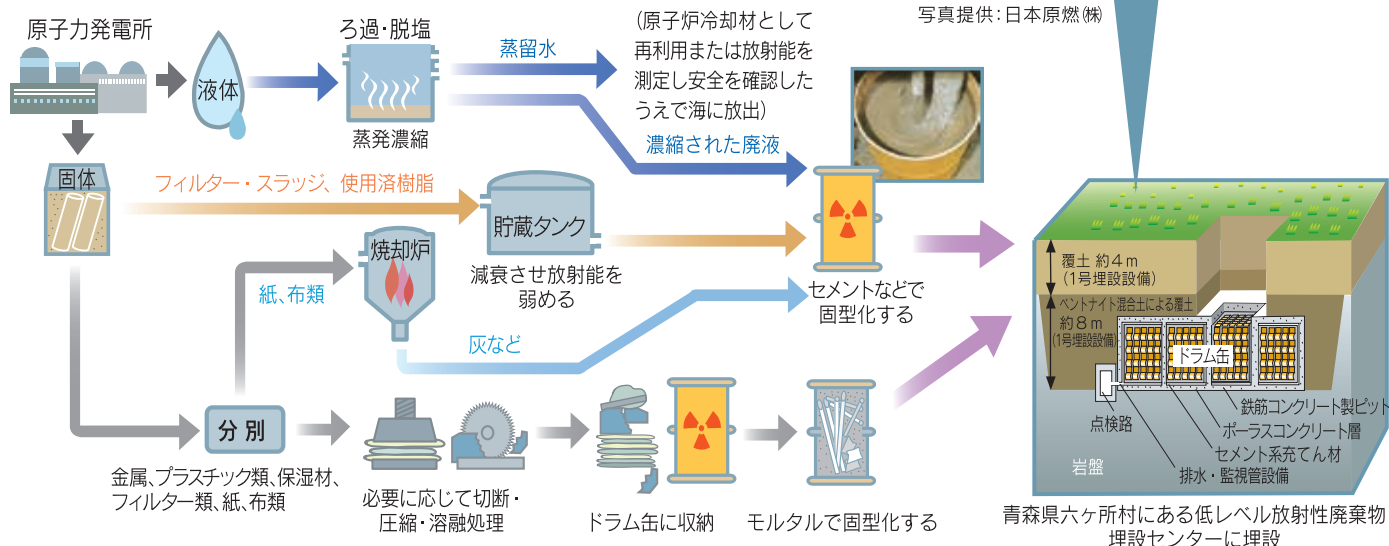 原子力発電所
液体
ろ過・脱塩
蒸発濃縮
蒸留水
(原子炉冷却材として
再利用または放射能を
測定し安全を確認した
うえで海に放出)
濃縮された廃液
写真提供:日本原燃㈱
固体
フィルター・スラッジ、使用済樹脂
貯蔵タンク
減衰させ放射能を
弱める
セメントなどで
固型化する
紙、布類
焼却炉
灰など
分別
金属、プラスチック類、保湿材、
フィルター類、紙、布類
必要に応じて切断・
圧縮・溶融処理
ドラム缶に収納
モルタルで固型化する
覆土 約4m
(1号埋設設備)
ベントナイト混合土による覆土
約8m
(1号埋設設備)
ドラム缶
点検路
鉄筋コンクリート製ピット
ポーラスコンクリート層
セメント系充てん材
排水・監視管設備
岩盤
青森県六ヶ所村にある低レベル放射性廃棄物
埋設センターに埋設